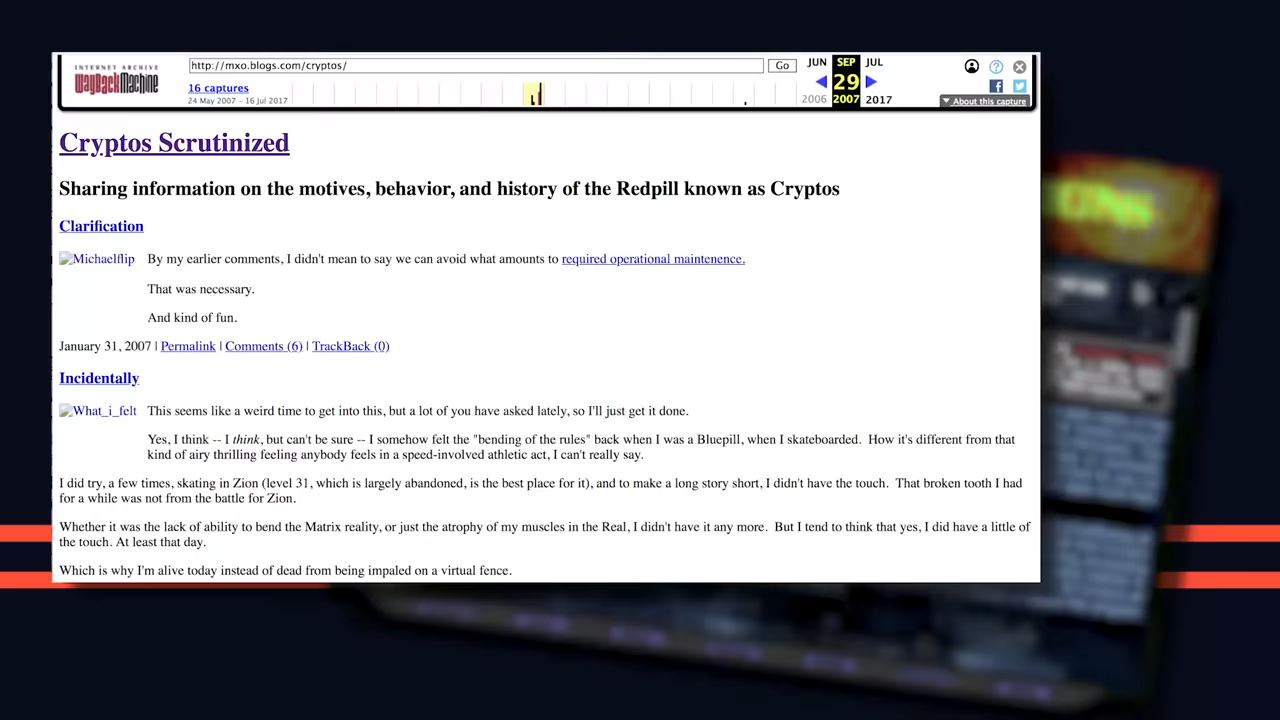 INTERNET ARCHIVE
WayBackMachine
http://mxo.blogs.com/cryptos/
Go
JUN
SEP
JUL
16 captures
29
24 May 2007 – 16 Jul 2017
2006
2007
2017
About this capture
Cryptos Scrutinized
Sharing information on the motives, behavior, and history of the Redpill known as Cryptos
Clarification
Michaelflip
By my earlier comments, I didn't mean to say we can avoid what amounts to required operational maintenence.
That was necessary.
And kind of fun.
January 31, 2007 | Permalink | Comments (6) | TrackBack (0)
Incidentally
What_i_felt
This seems like a weird time to get into this, but a lot of you have asked lately, so I'll just get it done.
Yes, I think -- I think, but can't be sure -- I somehow felt the "bending of the rules" back when I was a Bluepill, when I skateboarded. How it's different from that
kind of airy thrilling feeling anybody feels in a speed-involved athletic act, I can't really say.
I did try, a few times, skating in Zion (level 31, which is largely abandoned, is the best place for it), and to make a long story short, I didn't have the touch. That broken tooth I had
for a while was not from the battle for Zion.
Whether it was the lack of ability to bend the Matrix reality, or just the atrophy of my muscles in the Real, I didn't have it any more. But I tend to think that yes, I did have a little of
the touch. At least that day.
Which is why I'm alive today instead of dead from being impaled on a virtual fence.